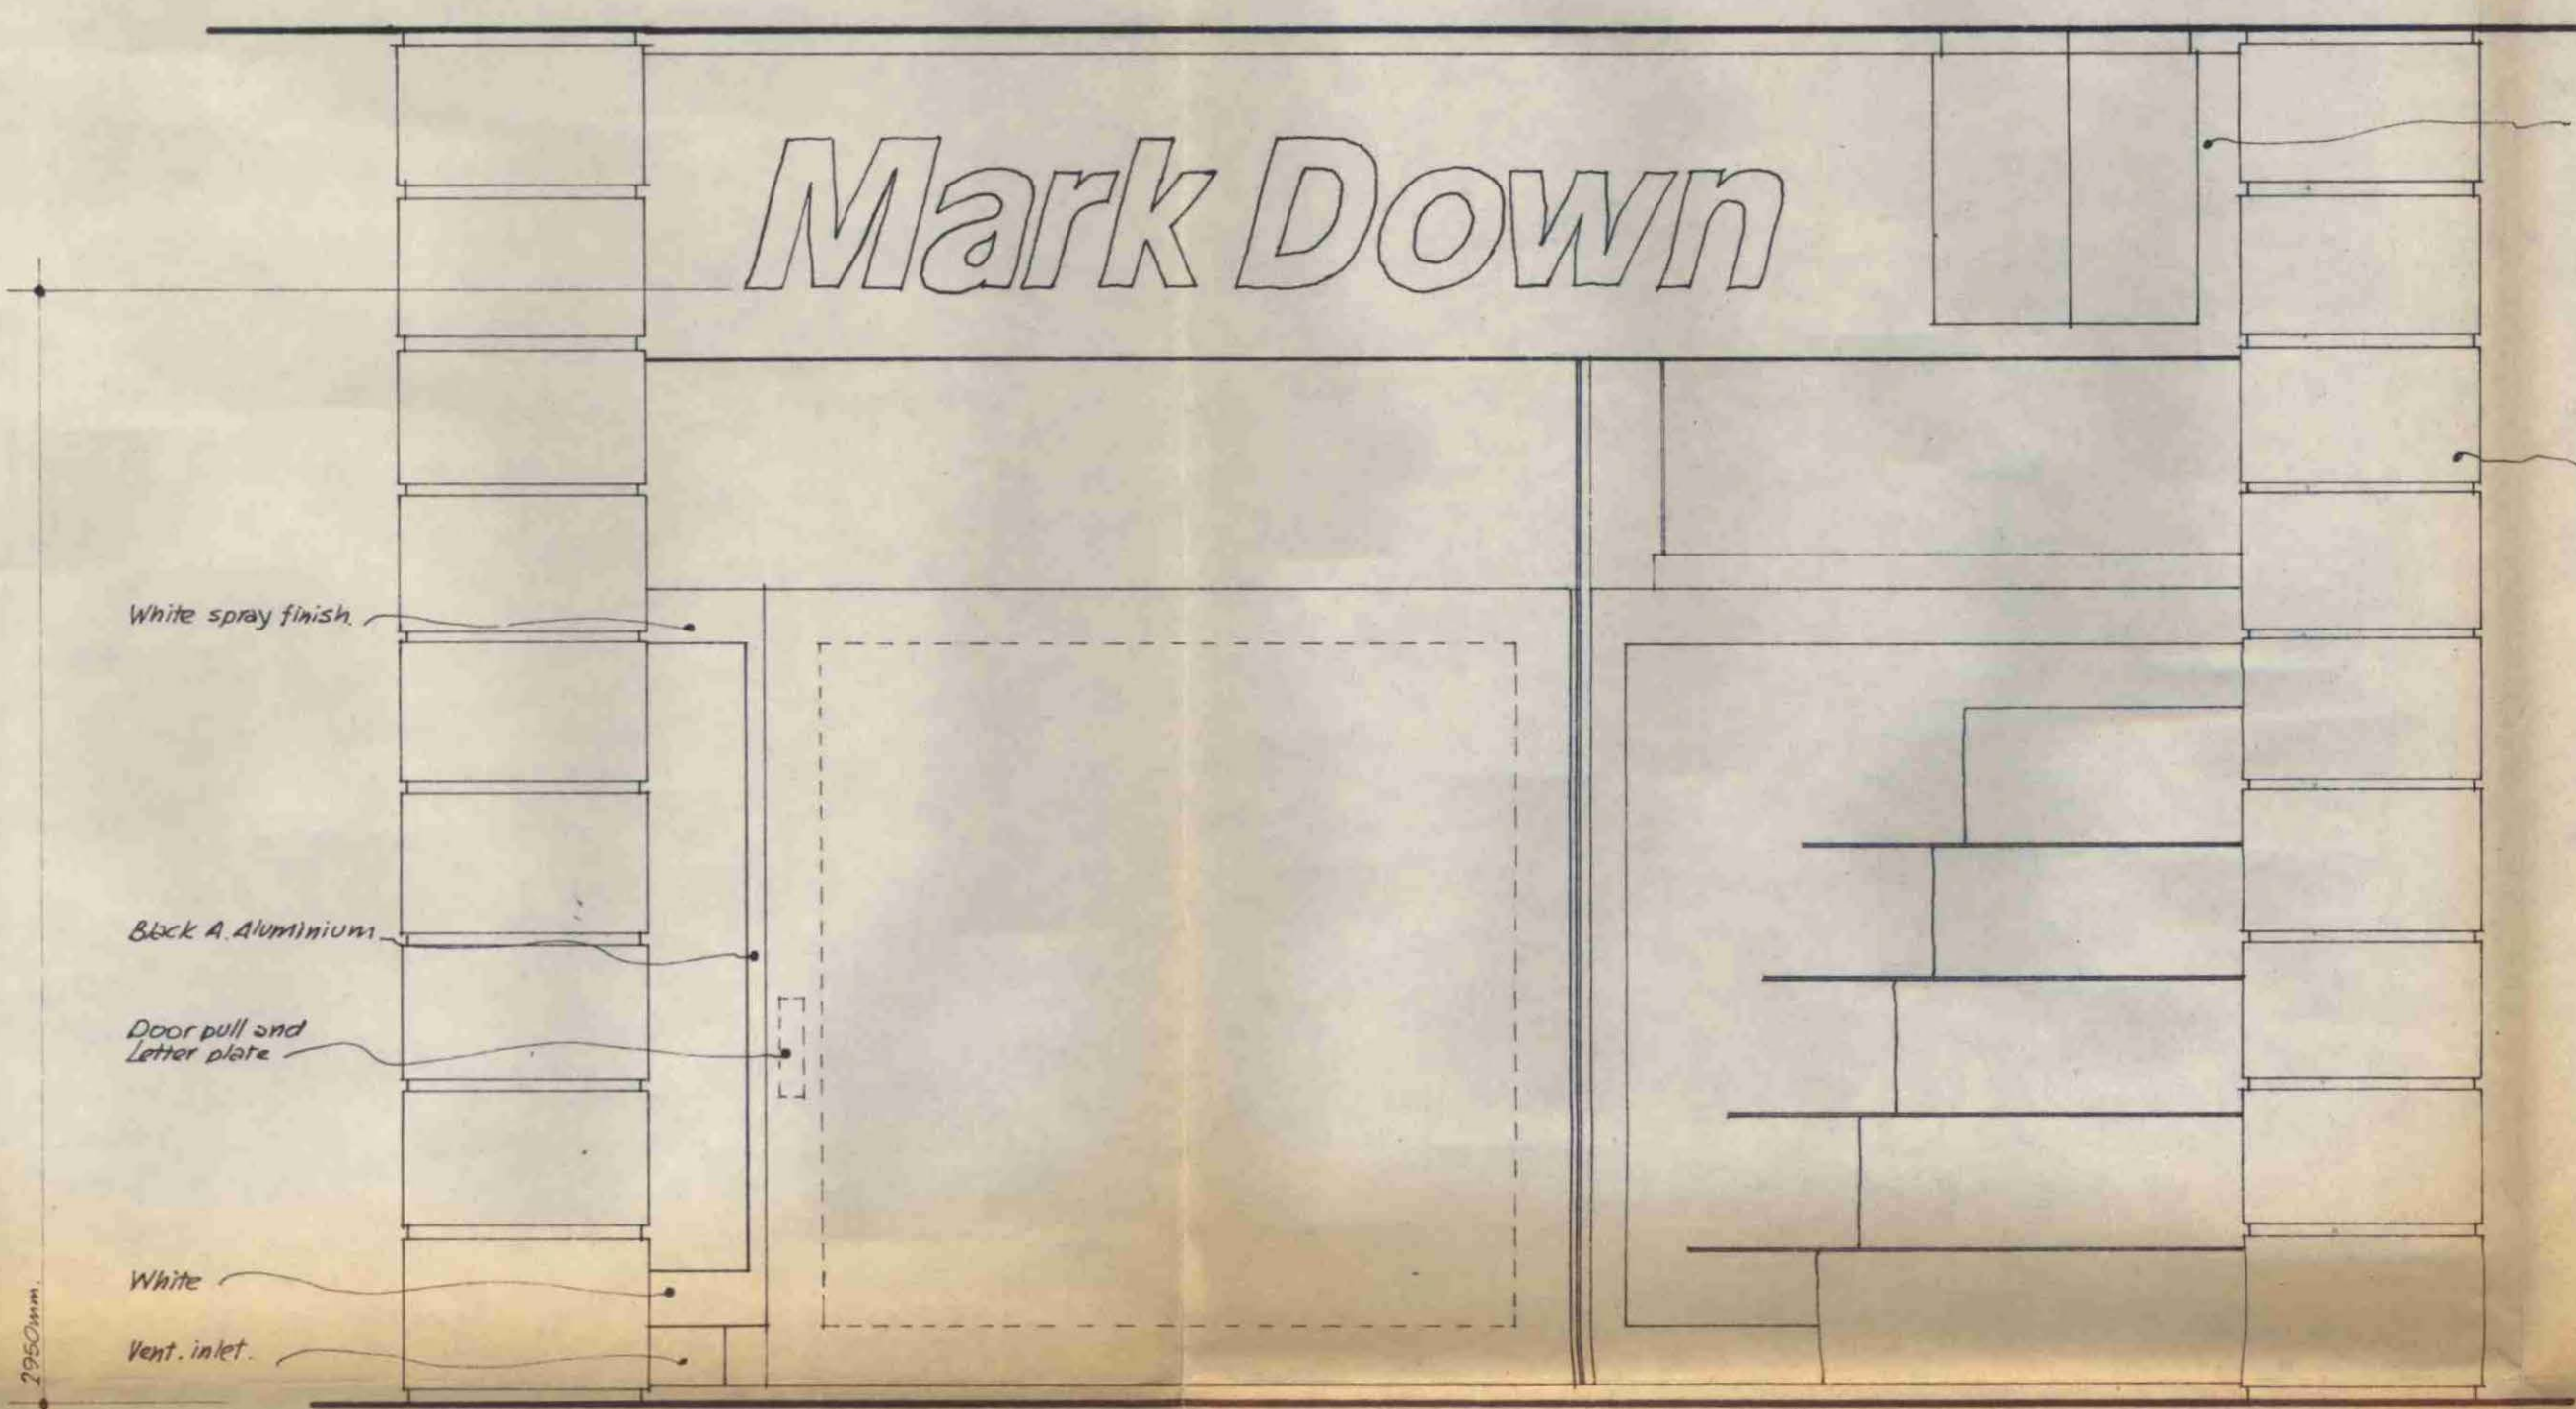 Mark Down
White spray finish.
Black A. Aluminium
Door pull and
Letter plate
White
Vent. inlet.
2950mm.